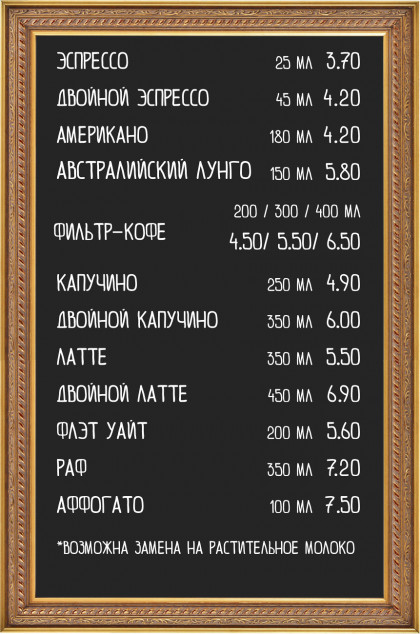 ЭСПРЕССО 25 МЛ 3.70
ДВОЙНОЙ ЭСПРЕССО 45 МЛ 4.20
АМЕРИКАНО 180 МЛ 4.20
АВСТРАЛИЙСКИЙ ЛУНГО 150 МЛ 5.80
200 / 300 / 400 МЛ
ФИЛЬТР-КОФЕ 4.50/ 5.50/ 6.50
КАПУЧИНО 250 МЛ 4.90
ДВОЙНОЙ КАПУЧИНО 350 МЛ 6.00
ЛАТТЕ 350 МЛ 5.50
ДВОЙНОЙ ЛАТТЕ 450 МЛ 6.90
ФЛЭТ УАЙТ 200 МЛ 5.60
РАФ 350 МЛ 7.20
АФФОГАТО 100 МЛ 7.50
*ВОЗМОЖНА ЗАМЕНА НА РАСТИТЕЛЬНОЕ МОЛОКО